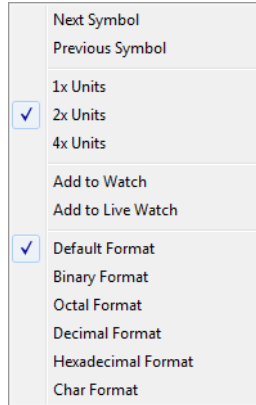 Next Symbol
Previous Symbol
1x Units
2x Units
4x Units
Add to Watch
Add to Live Watch
Default Format
Binary Format
Octal Format
Decimal Format
Hexadecimal Format
Char Format